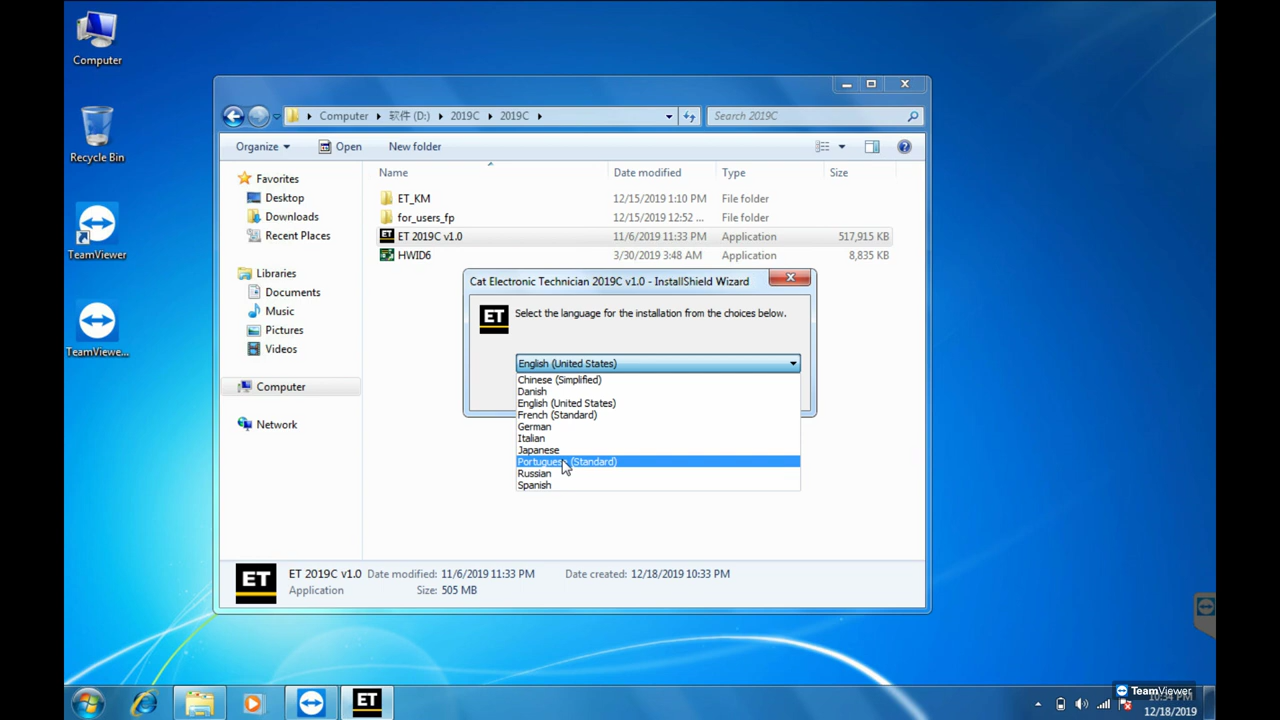 Computer
Recycle Bin
TeamViewer
TeamViewe...
Computer 软件 (D:) 2019C 2019C
Search 2019C
Organize Open New folder
Favorites
Desktop
Downloads
Recent Places
Libraries
Documents
Music
Pictures
Videos
Computer
Network
Name Date modified Type Size
ET_KM 12/15/2019 1:10 PM File folder
for_users_fp 12/15/2019 12:52 ... File folder
ET ET 2019C v1.0 11/6/2019 11:33 PM Application 517,915 KB
HWID6 3/30/2019 3:48 AM Application 8,835 KB
Cat Electronic Technician 2019C v1.0 - InstallShield Wizard
ET
Select the language for the installation from the choices below.
English (United States)
Chinese (Simplified)
Danish
English (United States)
French (Standard)
German
Italian
Japanese
Portuguese (Standard)
Russian
Spanish
ET
ET 2019C v1.0 Date modified: 11/6/2019 11:33 PM Date created: 12/18/2019 10:33 PM
Application Size: 505 MB
ET
TeamViewer
10:34 PM
12/18/2019